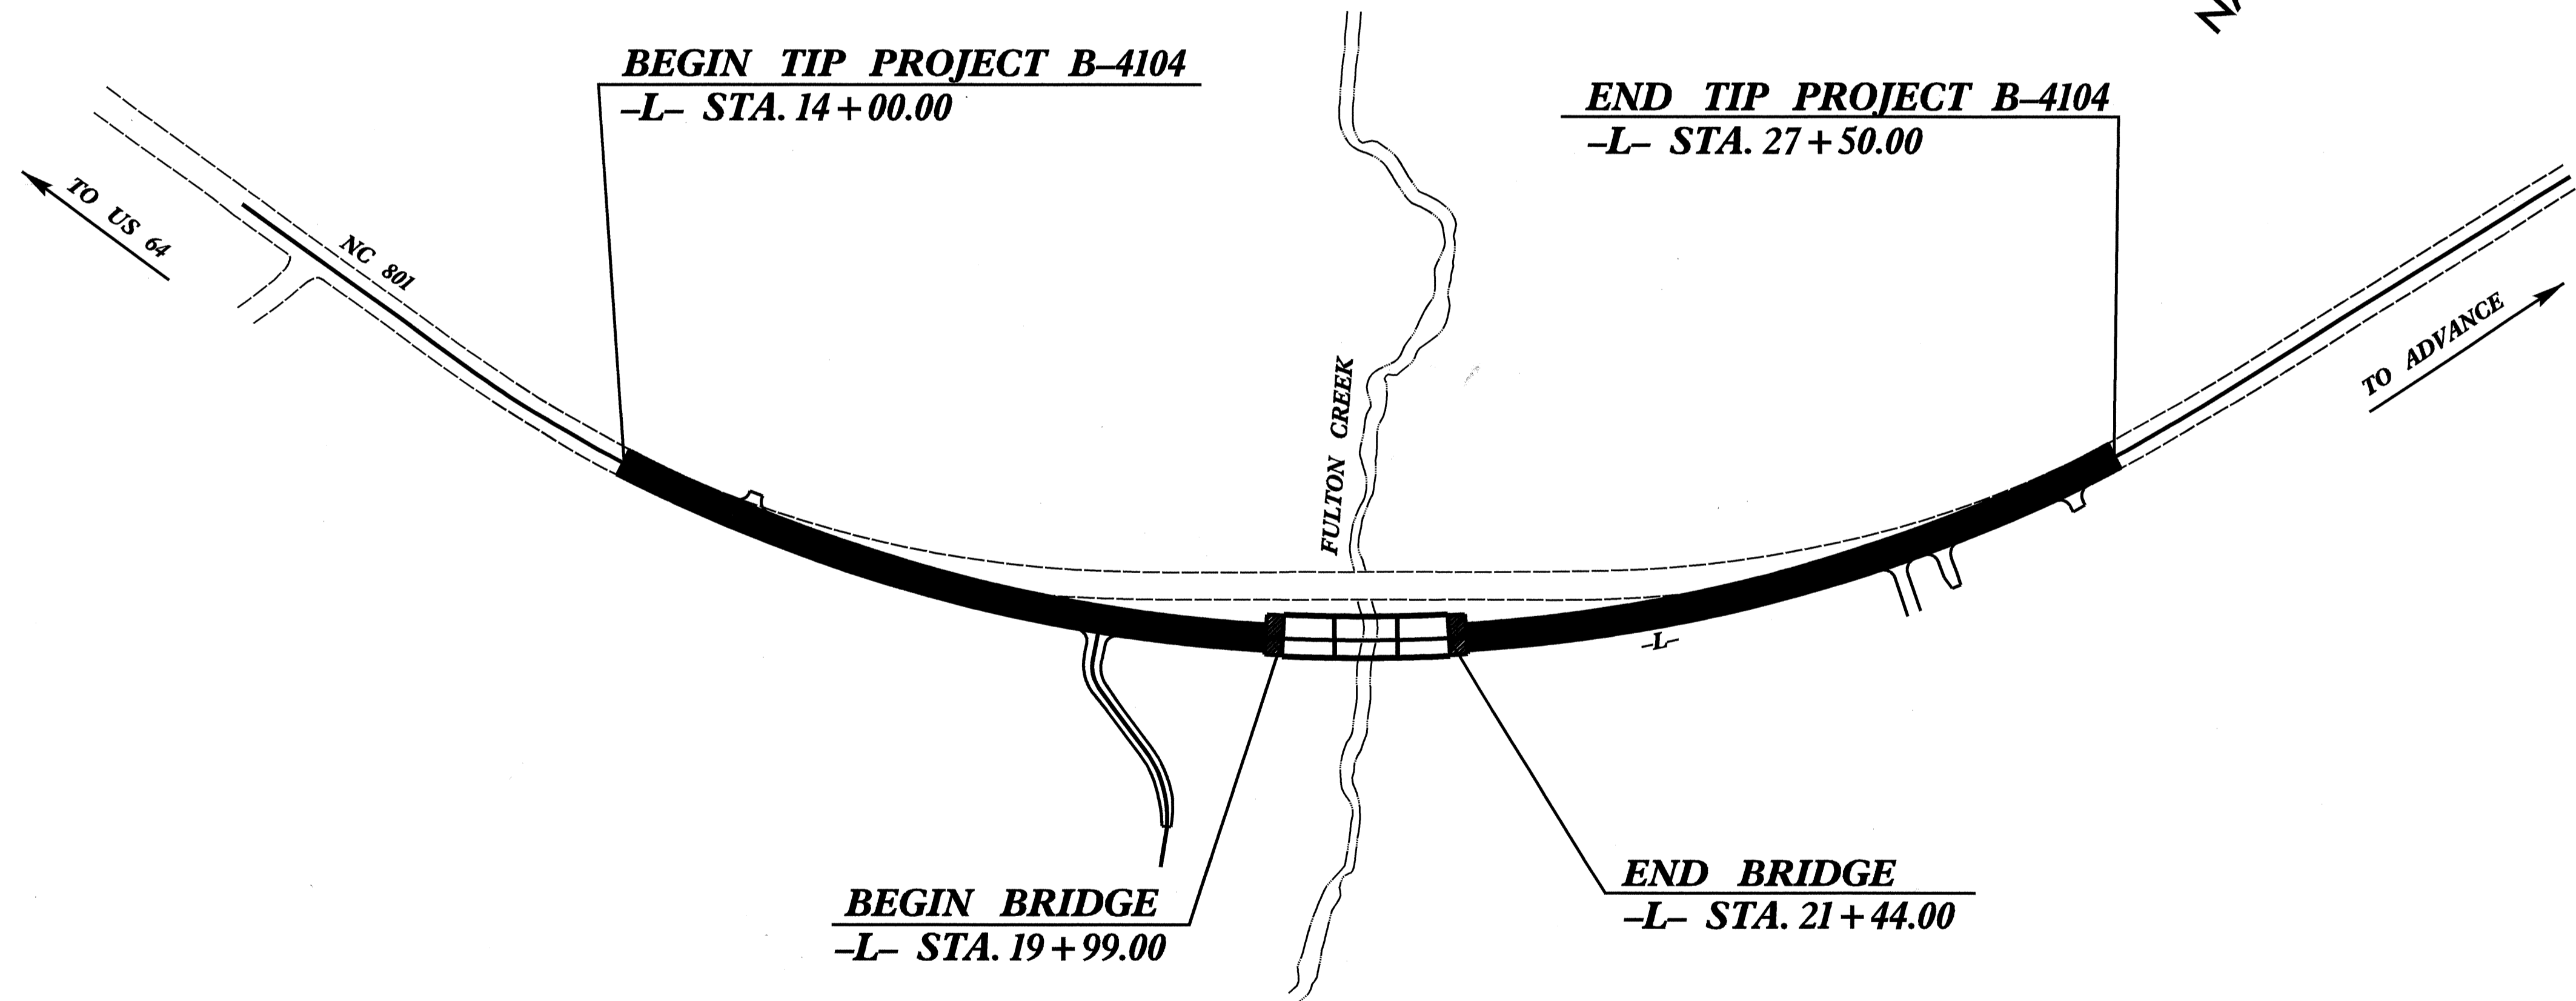 BEGIN TIP PROJECT B–4104
–L– STA. 14+00.00
END TIP PROJECT B–4104
–L– STA. 27+50.00
TO US 64
NC 801
FULTON CREEK
TO ADVANCE
–L–
BEGIN BRIDGE
–L– STA. 19+99.00
END BRIDGE
–L– STA. 21+44.00